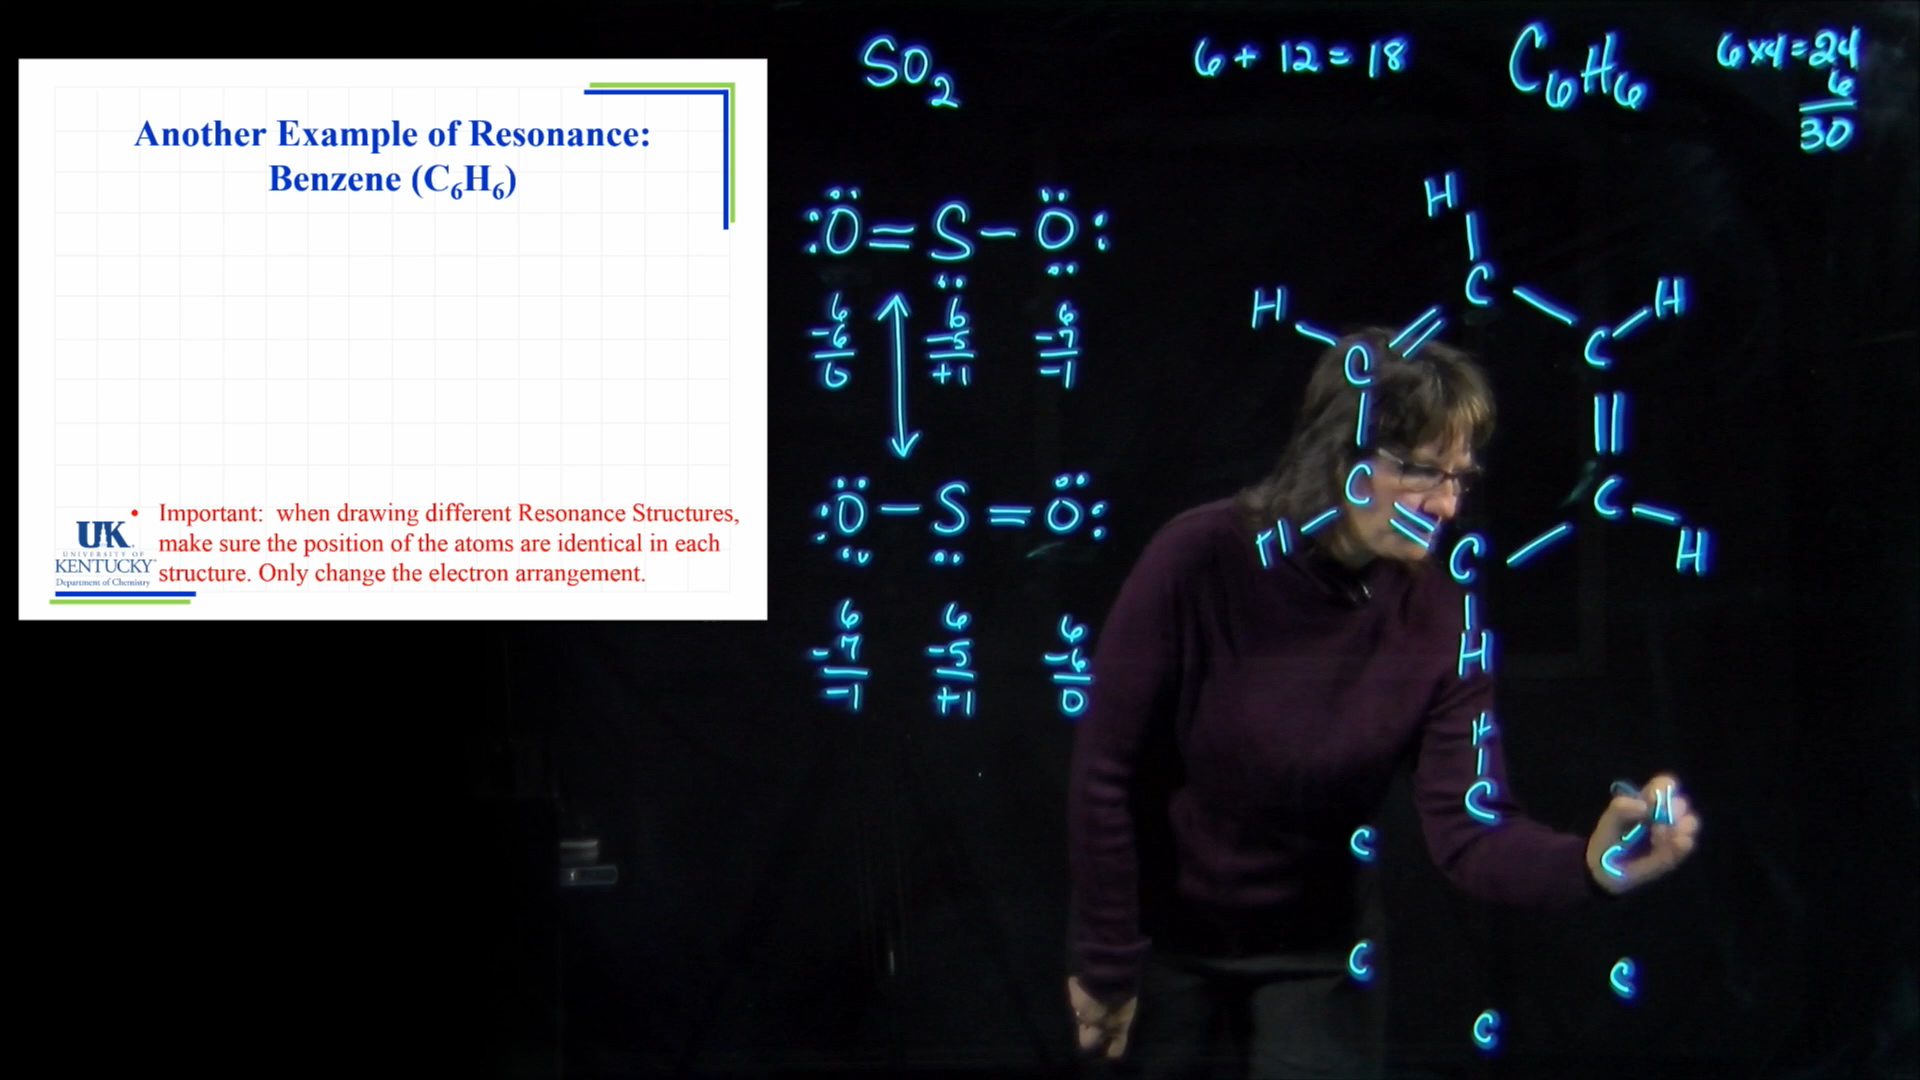 Another Example of Resonance:
Benzene (C6H6)
• Important: when drawing different Resonance Structures,
make sure the position of the atoms are identical in each
structure. Only change the electron arrangement.
UK
UNIVERSITY OF
KENTUCKY
Department of Chemistry
SO2
6 + 12 = 18
:O = S - O:
6 6 6
-6 -5 -7
0 +1 -1
:O - S = O:
6 6 6
-7 -5 -6
-1 +1 0
C6H6
6x4=24
6
30
H
C
H H
C C
C C
H C H
H
H
C
H
C C
C C
C